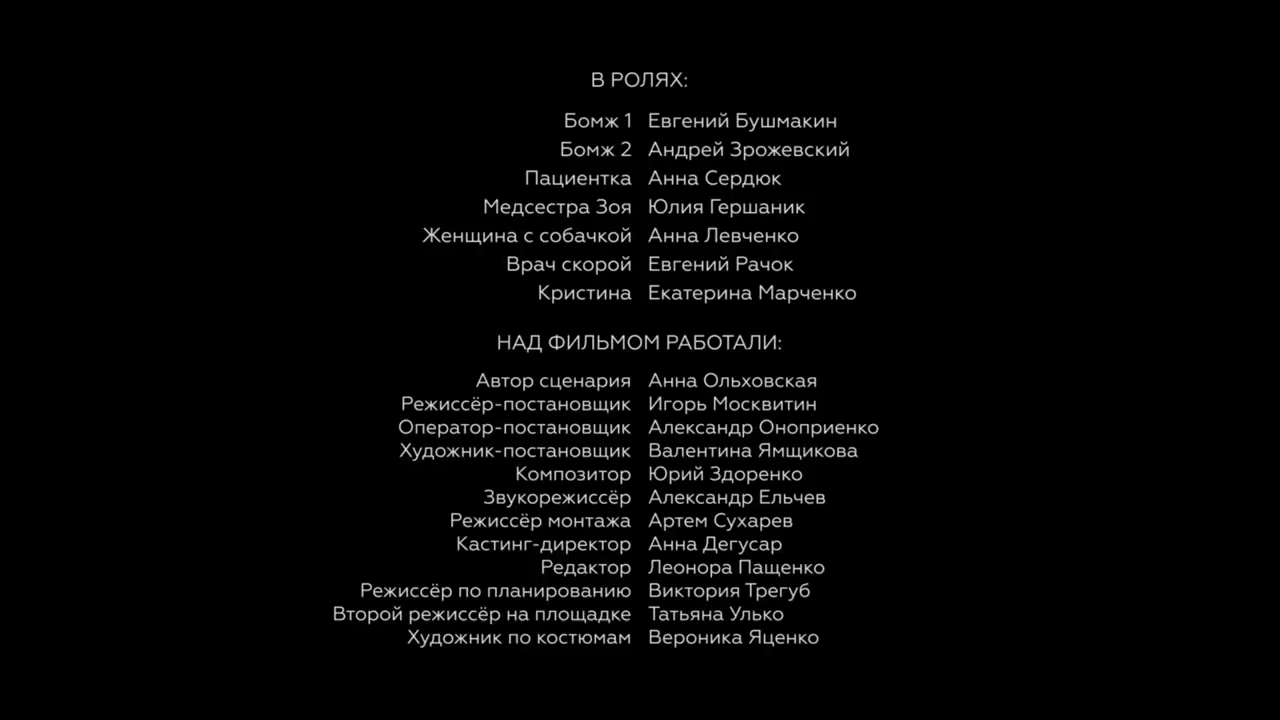 В РОЛЯХ:
Бомж 1 Евгений Бушмакин
Бомж 2 Андрей Зрожевский
Пациентка Анна Сердюк
Медсестра Зоя Юлия Гершаник
Женщина с собачкой Анна Левченко
Врач скорой Евгений Рачок
Кристина Екатерина Марченко
НАД ФИЛЬМОМ РАБОТАЛИ:
Автор сценария Анна Ольховская
Режиссёр-постановщик Игорь Москвитин
Оператор-постановщик Александр Оноприенко
Художник-постановщик Валентина Ямщикова
Композитор Юрий Здоренко
Звукорежиссёр Александр Ельчев
Режиссёр монтажа Артем Сухарев
Кастинг-директор Анна Дегусар
Редактор Леонора Пащенко
Режиссёр по планированию Виктория Трегуб
Второй режиссёр на площадке Татьяна Улько
Художник по костюмам Вероника Яценко